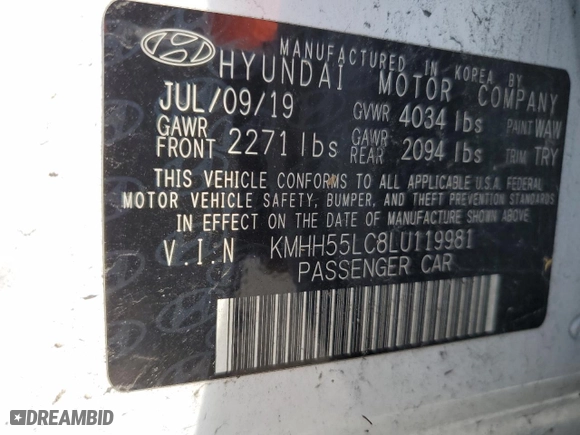 MANUFACTURED IN KOREA BY
HYUNDAI MOTOR COMPANY
JUL/09/19 GVWR 4034 lbs PAINT WAW
GAWR FRONT 2271 lbs GAWR REAR 2094 lbs TRIM TRY
THIS VEHICLE CONFORMS TO ALL APPLICABLE U.S.A. FEDERAL
MOTOR VEHICLE SAFETY, BUMPER, AND THEFT PREVENTION STANDARDS
IN EFFECT ON THE DATE OF MANUFACTURE SHOWN ABOVE.
V.I.N KMHH55LC8LU119981
PASSENGER CAR
DREAMBID